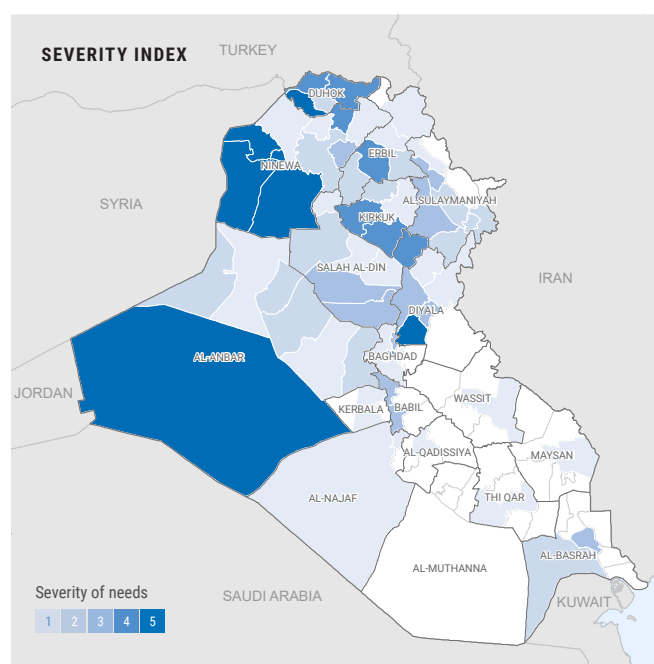 SEVERITY INDEX
TURKEY
DUHOK
NINEWA
ERBIL
SYRIA
AL.SULAYMANIYAH
KIRKUK
SALAH AL-DIN
IRAN
DIYALA
AL-ANBAR
BAGHDAD
JORDAN
KERBALA
BABIL
WASSIT
AL-QADISSIYA
MAYSAN
AL-NAJAF
THI QAR
AL-BASRAH
AL-MUTHANNA
SAUDI ARABIA
KUWAIT
Severity of needs
1 2 3 4 5